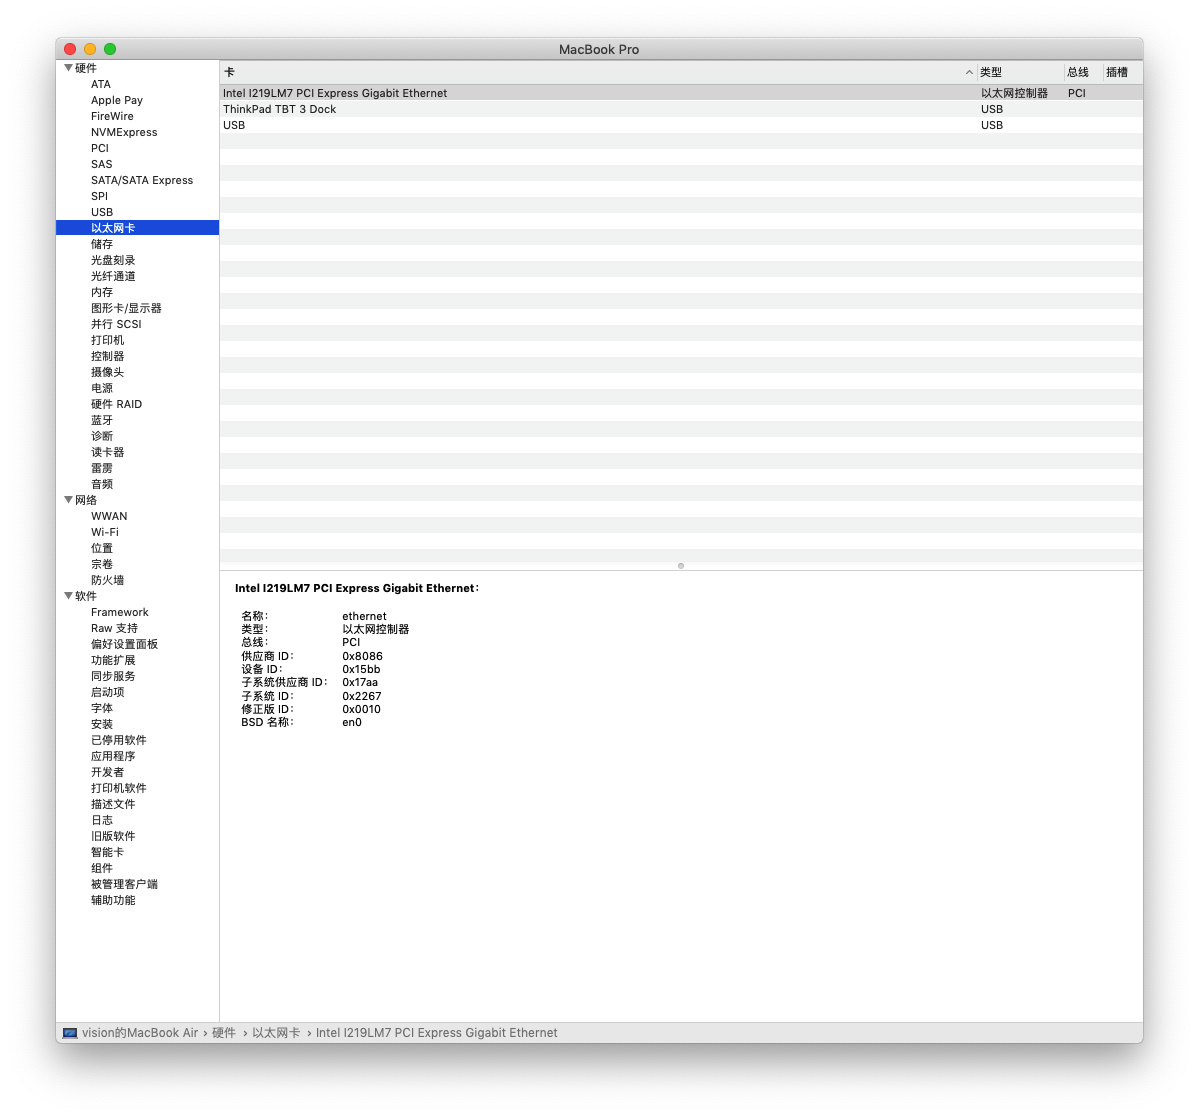 MacBook Pro
硬件
ATA
Apple Pay
FireWire
NVMExpress
PCI
SAS
SATA/SATA Express
SPI
USB
以太网卡
储存
光盘刻录
光纤通道
内存
图形卡/显示器
并行 SCSI
打印机
控制器
摄像头
电源
硬件 RAID
蓝牙
诊断
读卡器
雷雳
音频
网络
WWAN
Wi-Fi
位置
宗卷
防火墙
软件
Framework
Raw 支持
偏好设置面板
功能扩展
同步服务
启动项
字体
安装
已停用软件
应用程序
开发者
打印机软件
描述文件
日志
旧版软件
智能卡
组件
被管理客户端
辅助功能
卡 类型 总线 插槽
Intel I219LM7 PCI Express Gigabit Ethernet 以太网控制器 PCI
ThinkPad TBT 3 Dock USB
USB USB
Intel I219LM7 PCI Express Gigabit Ethernet：
名称： ethernet
类型： 以太网控制器
总线： PCI
供应商 ID： 0x8086
设备 ID： 0x15bb
子系统供应商 ID： 0x17aa
子系统 ID： 0x2267
修正版 ID： 0x0010
BSD 名称： en0
vision的MacBook Air › 硬件 › 以太网卡 › Intel I219LM7 PCI Express Gigabit Ethernet